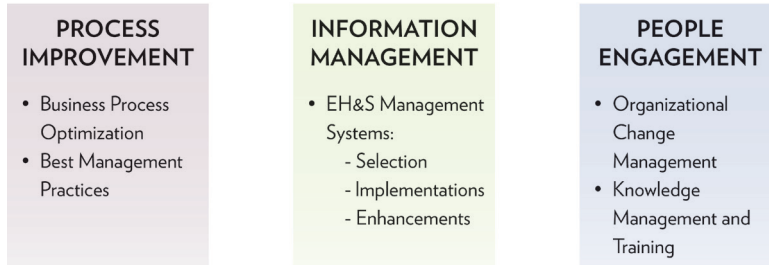 PROCESS
IMPROVEMENT
• Business Process
Optimization
• Best Management
Practices
INFORMATION
MANAGEMENT
• EH&S Management
Systems:
- Selection
- Implementations
- Enhancements
PEOPLE
ENGAGEMENT
• Organizational
Change
Management
• Knowledge
Management and
Training